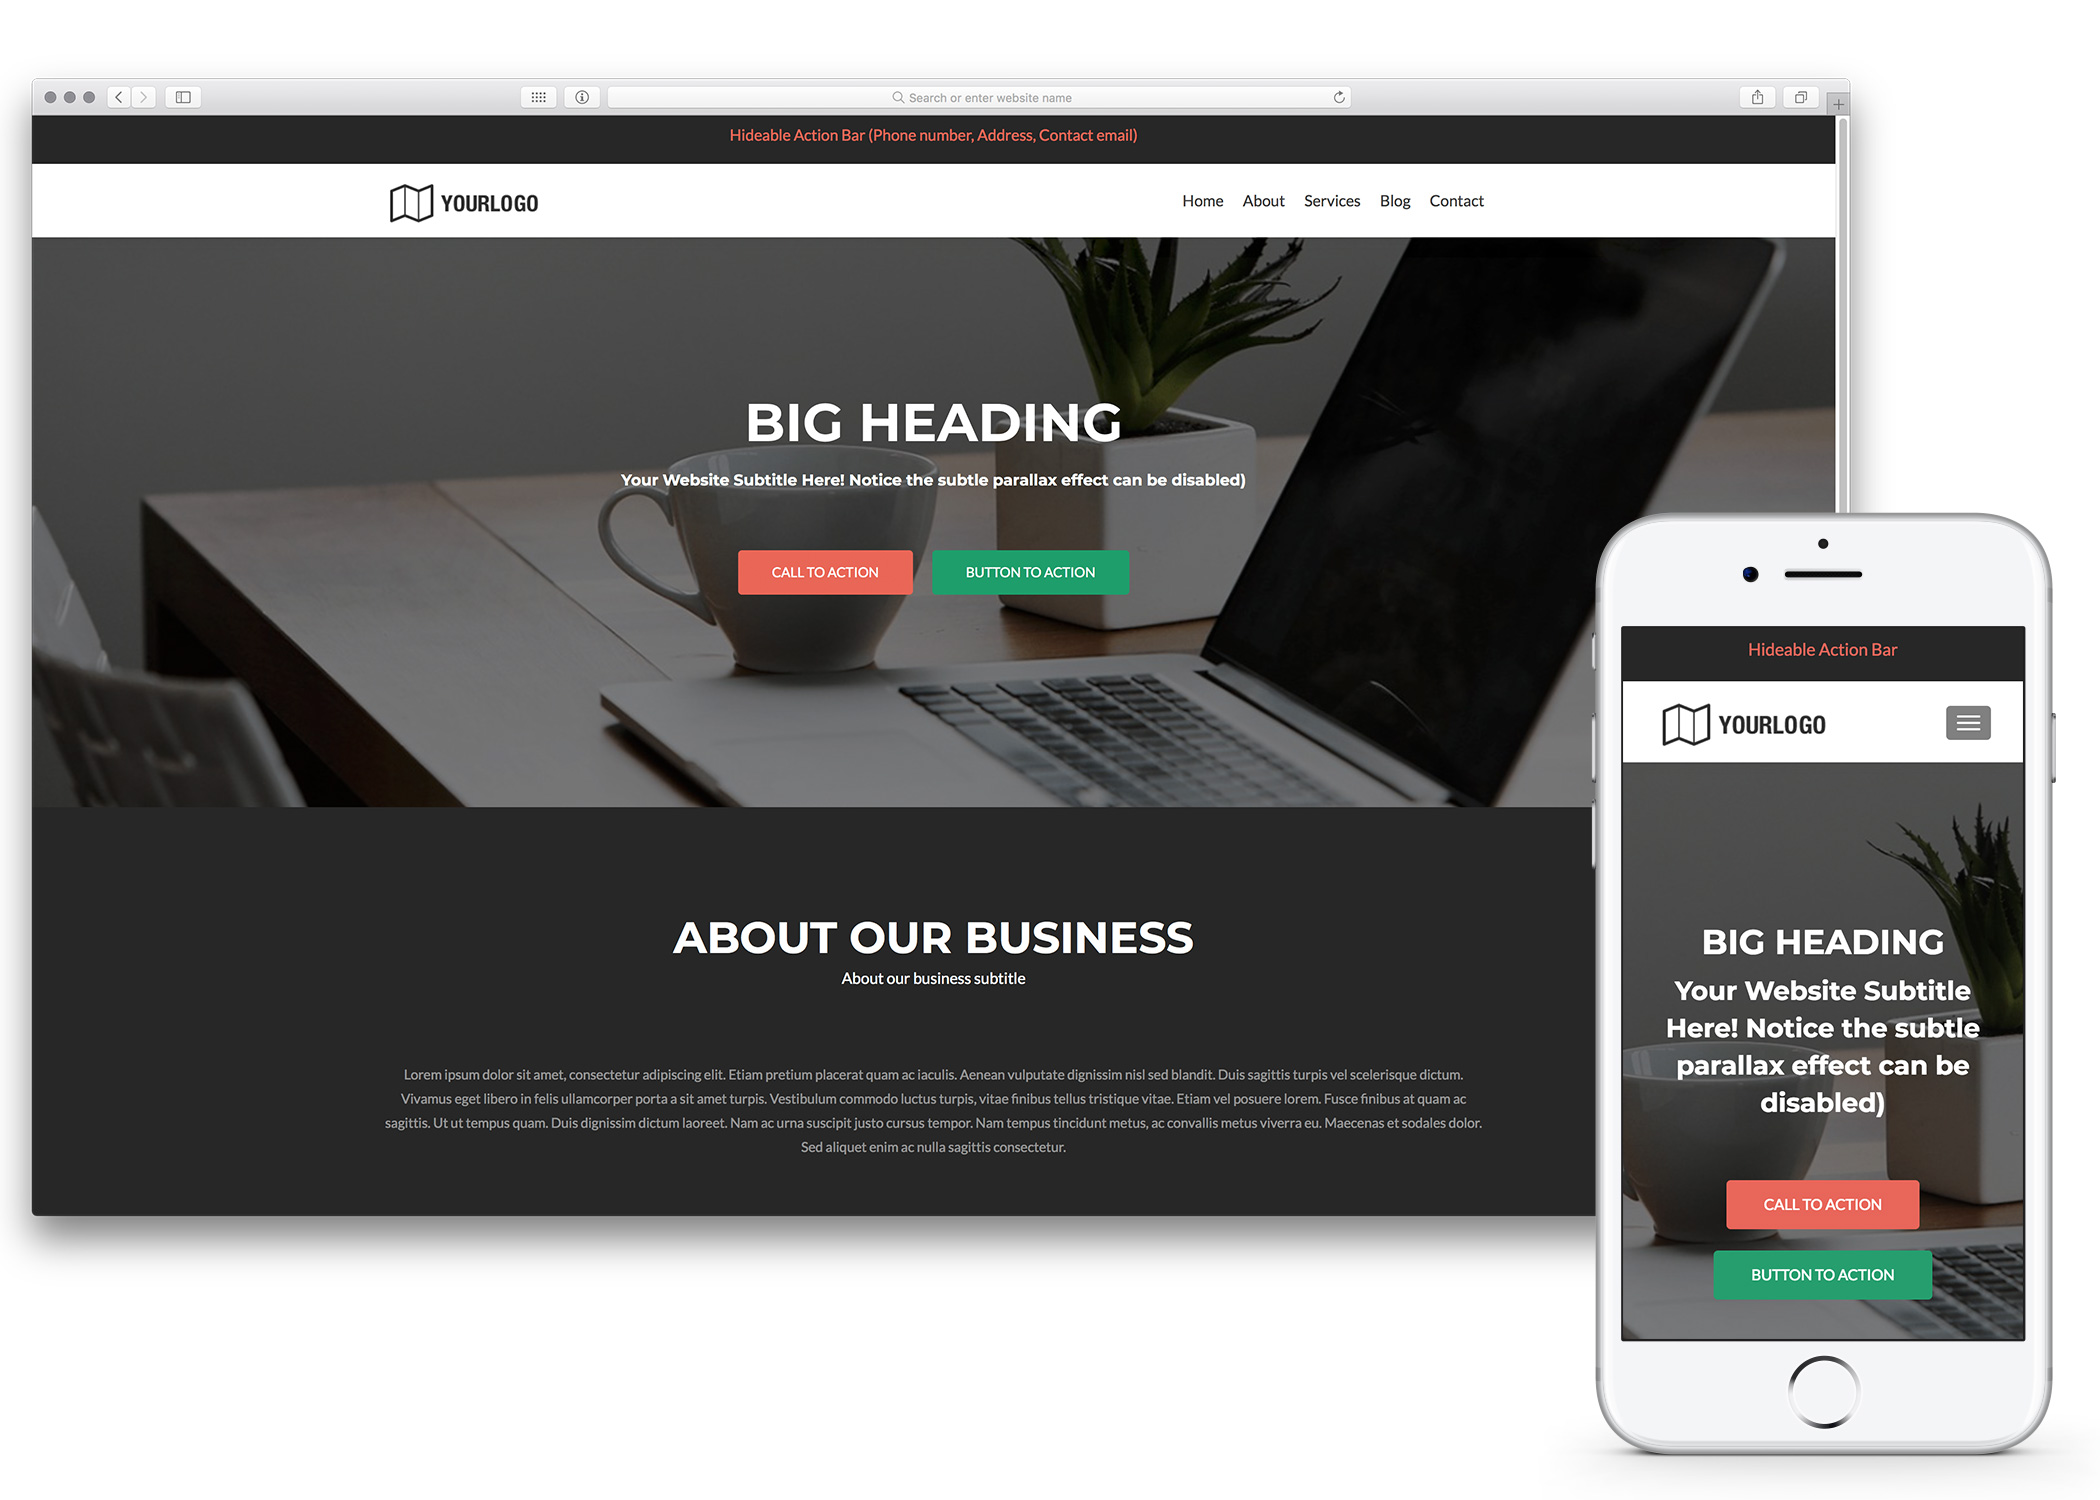 Search or enter website name
Hideable Action Bar (Phone number, Address, Contact email)
YOURLOGO
Home About Services Blog Contact
BIG HEADING
Your Website Subtitle Here! Notice the subtle parallax effect can be disabled)
CALL TO ACTION BUTTON TO ACTION
ABOUT OUR BUSINESS
About our business subtitle
Lorem ipsum dolor sit amet, consectetur adipiscing elit. Etiam pretium placerat quam ac iaculis. Aenean vulputate dignissim nisl sed blandit. Duis sagittis turpis vel scelerisque dictum.
Vivamus eget libero in felis ullamcorper porta a sit amet turpis. Vestibulum commodo luctus turpis, vitae finibus tellus tristique vitae. Etiam vel posuere lorem. Fusce finibus at quam ac
sagittis. Ut ut tempus quam. Duis dignissim dictum laoreet. Nam ac urna suscipit justo cursus tempor. Nam tempus tincidunt metus, ac convallis metus viverra eu. Maecenas et sodales dolor.
Sed aliquet enim ac nulla sagittis consectetur.
Hideable Action Bar
YOURLOGO
BIG HEADING
Your Website Subtitle
Here! Notice the subtle
parallax effect can be
disabled)
CALL TO ACTION
BUTTON TO ACTION